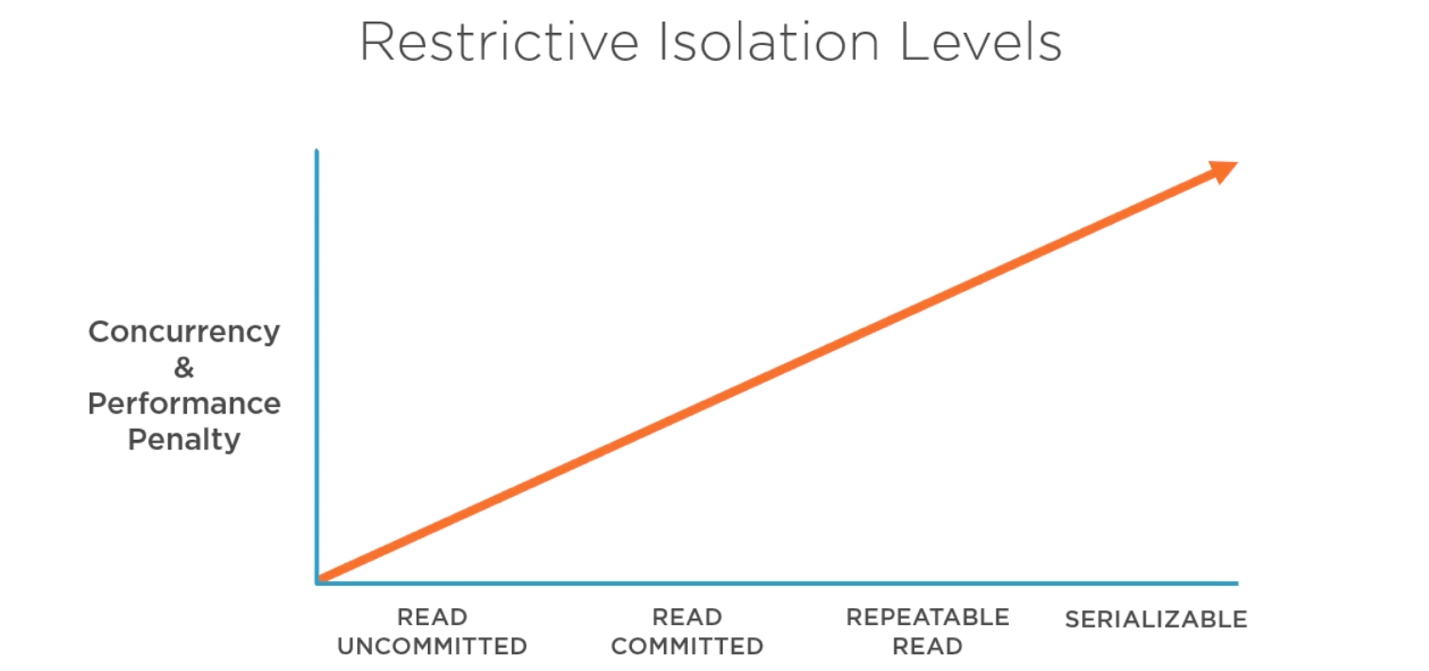 Restrictive Isolation Levels
Concurrency
&
Performance
Penalty
READ
UNCOMMITTED
READ
COMMITTED
REPEATABLE
READ
SERIALIZABLE